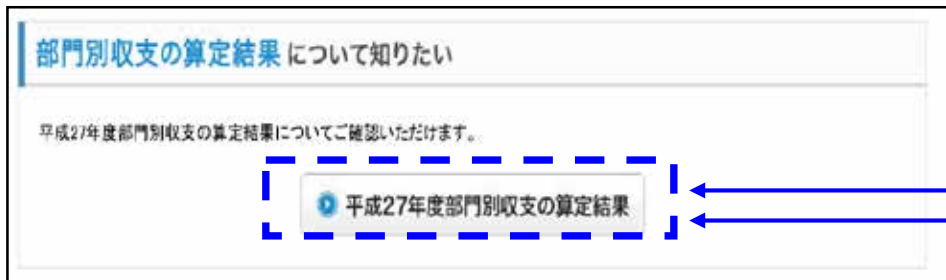 部門別収支の算定結果 について知りたい
平成27年度部門別収支の算定結果についてご確認いただけます。
平成27年度部門別収支の算定結果